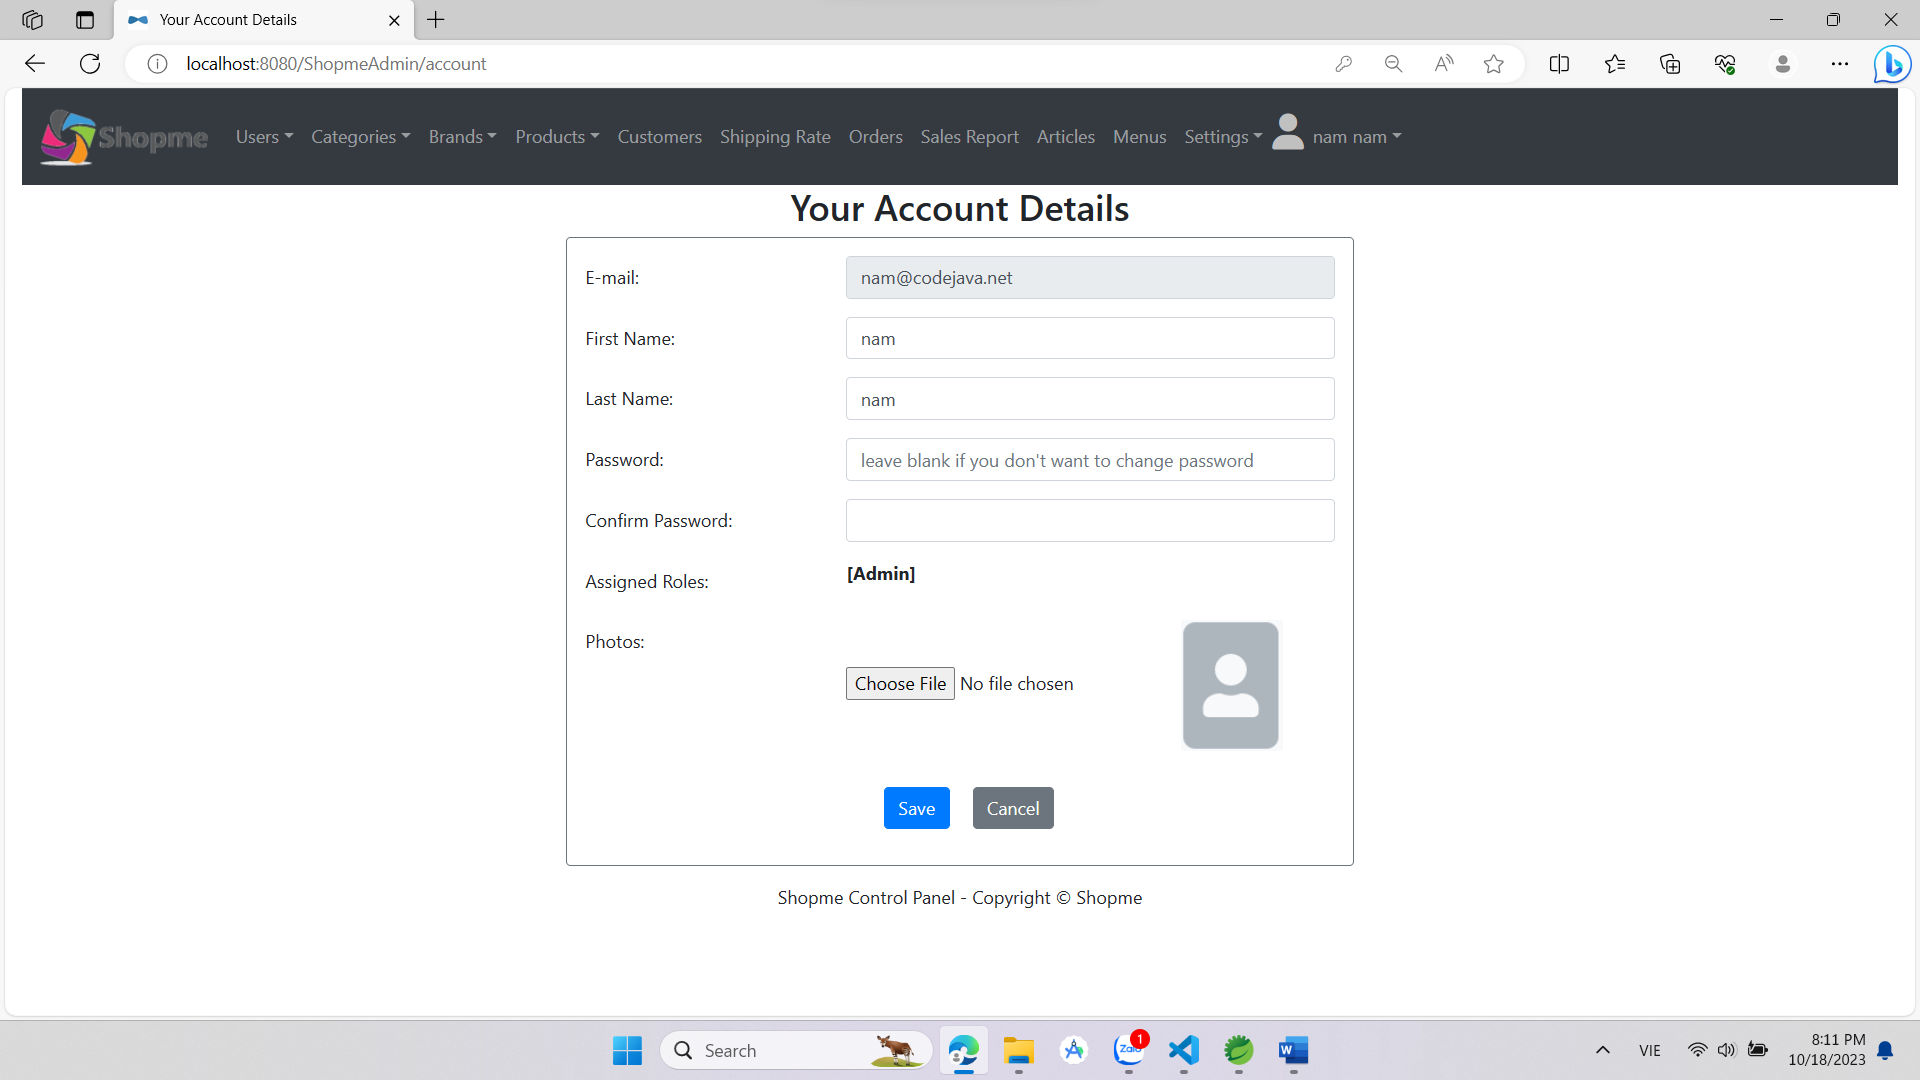 Your Account Details
localhost:8080/ShopmeAdmin/account
Shopme Users Categories Brands Products Customers Shipping Rate Orders Sales Report Articles Menus Settings nam nam
Your Account Details
E-mail: nam@codejava.net
First Name: nam
Last Name: nam
Password: leave blank if you don't want to change password
Confirm Password:
Assigned Roles: [Admin]
Photos:
Choose File No file chosen
Save Cancel
Shopme Control Panel - Copyright © Shopme
Search Zalo 1 W VIE 8:11 PM
10/18/2023